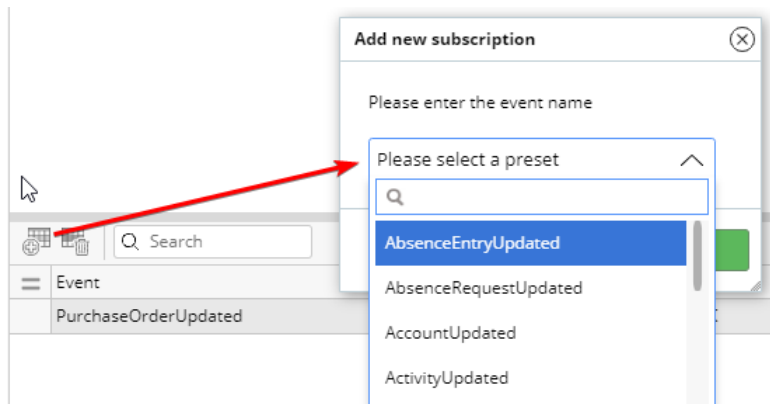 Add new subscription
Please enter the event name
Please select a preset
Search
AbsenceEntryUpdated
Event
AbsenceRequestUpdated
PurchaseOrderUpdated
AccountUpdated
ActivityUpdated